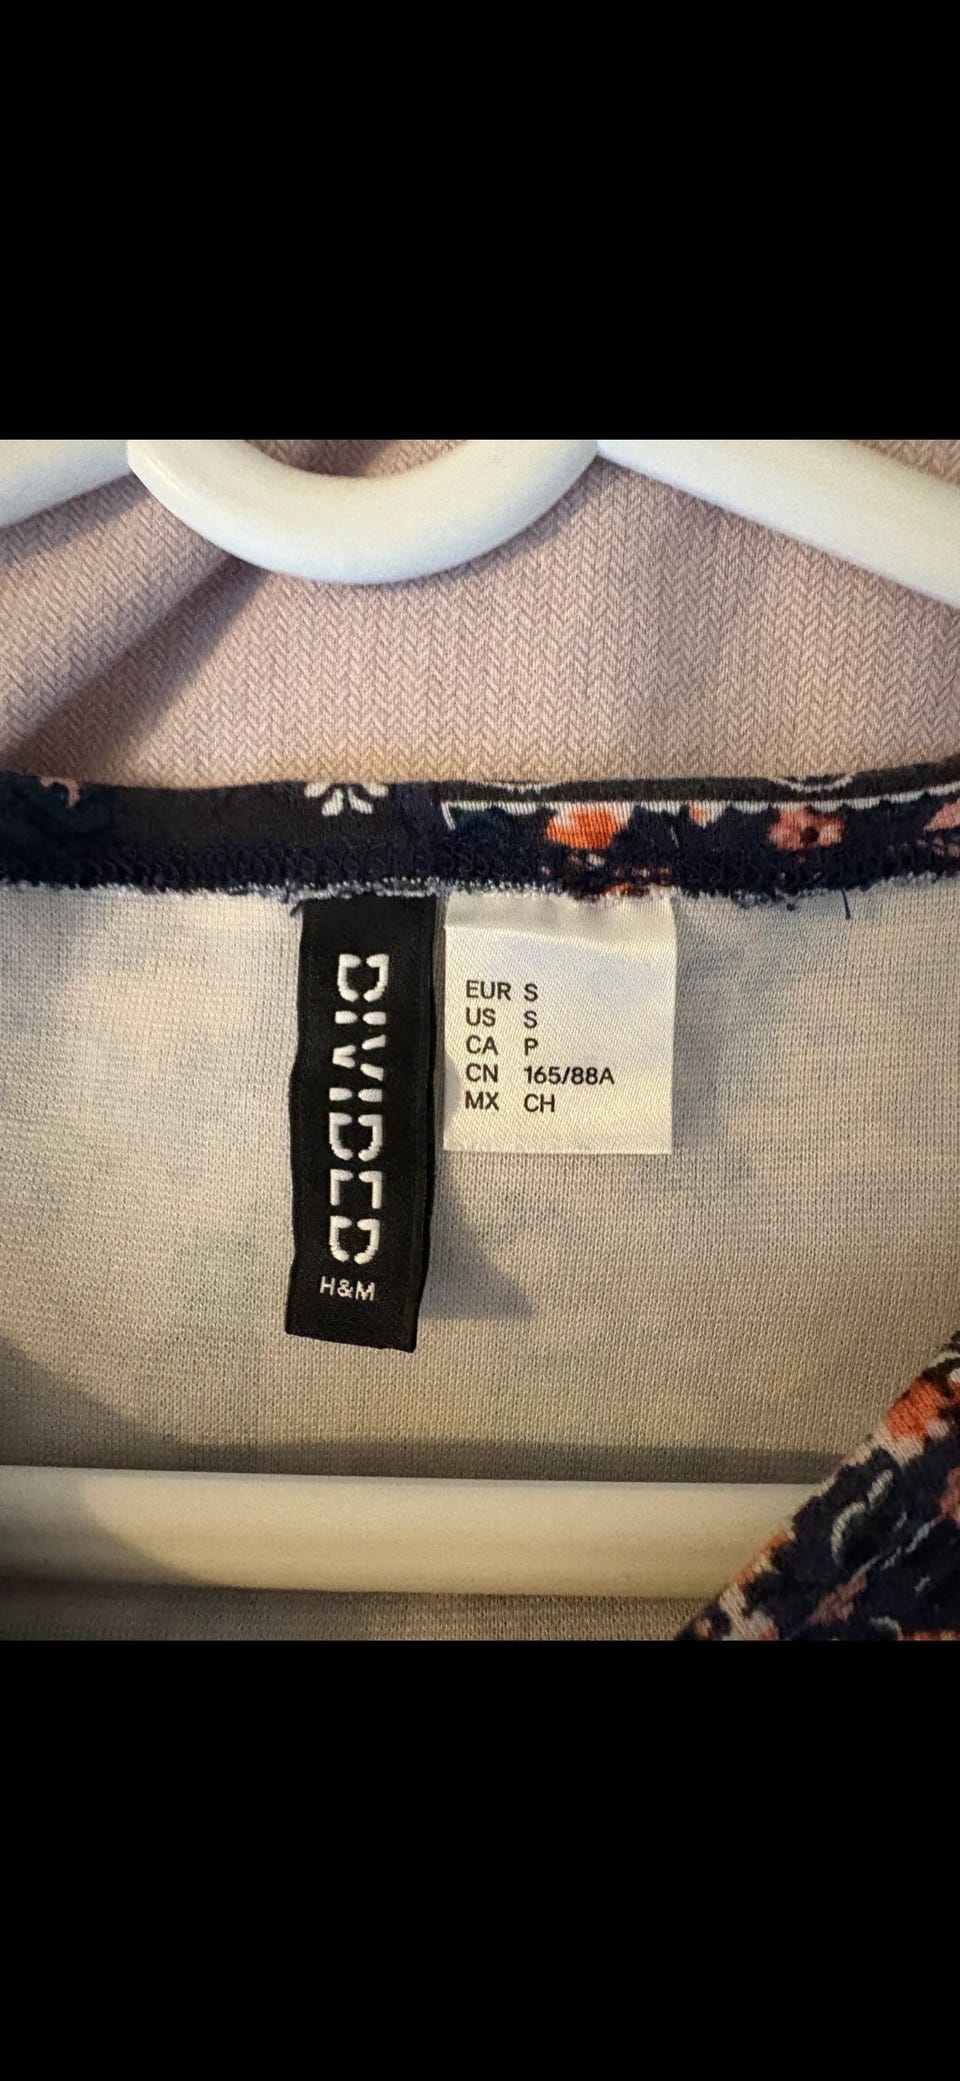 DIVIDED
H&M
EUR S
US S
CA P
CN 165/88A
MX CH